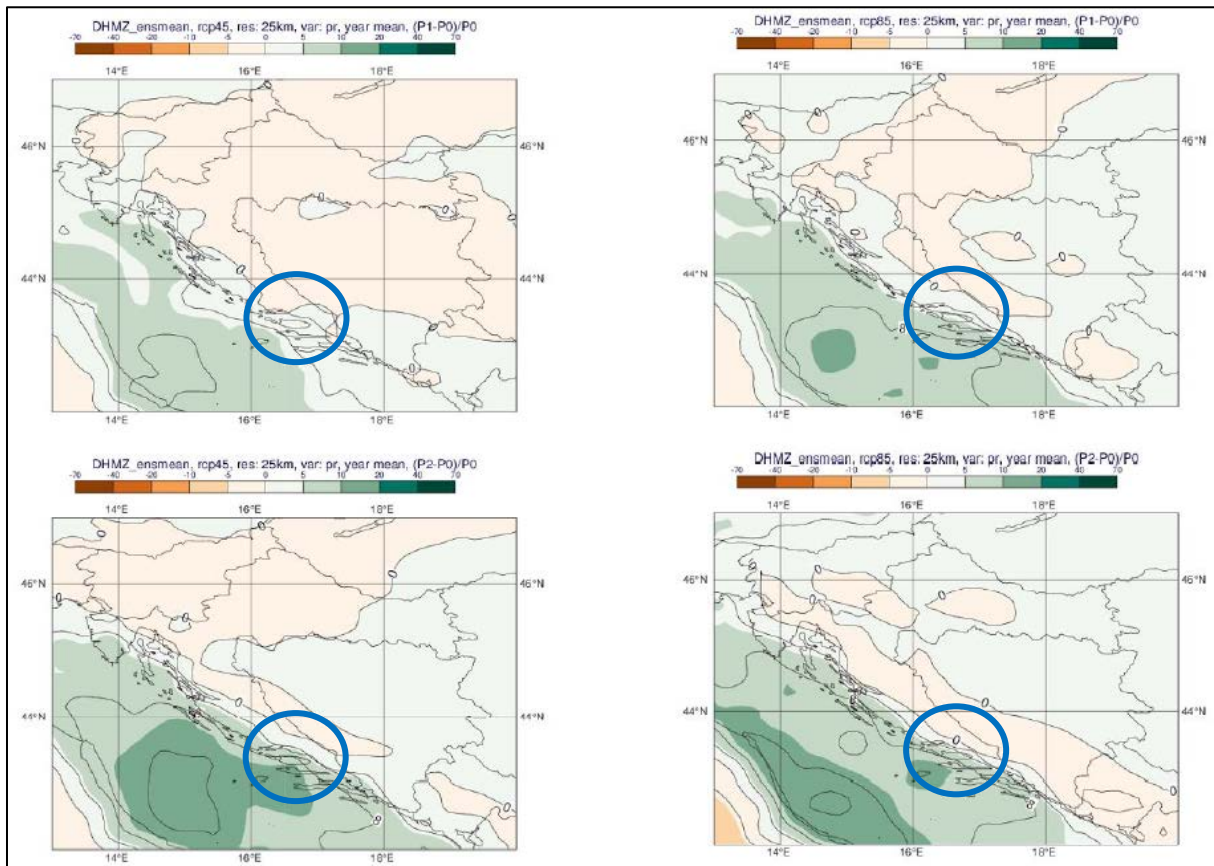 DHMZ_ensmean, rcp45, res: 25km, var: pr, year mean, (P1-P0)/P0
-70 -40 -20 -10 -5 0 5 10 20 40 70
14°E 16°E 18°E
46°N
44°N
14°E 16°E 18°E
DHMZ_ensmean, rcp85, res: 25km, var: pr, year mean, (P1-P0)/P0
-70 -40 -20 -10 -5 0 5 10 20 40 70
14°E 16°E 18°E
46°N
44°N
14°E 16°E 18°E
DHMZ_ensmean, rcp45, res: 25km, var: pr, year mean, (P2-P0)/P0
-70 -40 -20 -10 -5 0 5 10 20 40 70
14°E 16°E 18°E
46°N 46°N
44°N 44°N
14°E 16°E 18°E
DHMZ_ensmean, rcp85, res: 25km, var: pr, year mean, (P2-P0)/P0
-70 -40 -20 -10 -5 0 5 10 20 40 70
14°E 16°E 18°E
46°N 46°N
44°N 44°N
14°E 16°E 18°E